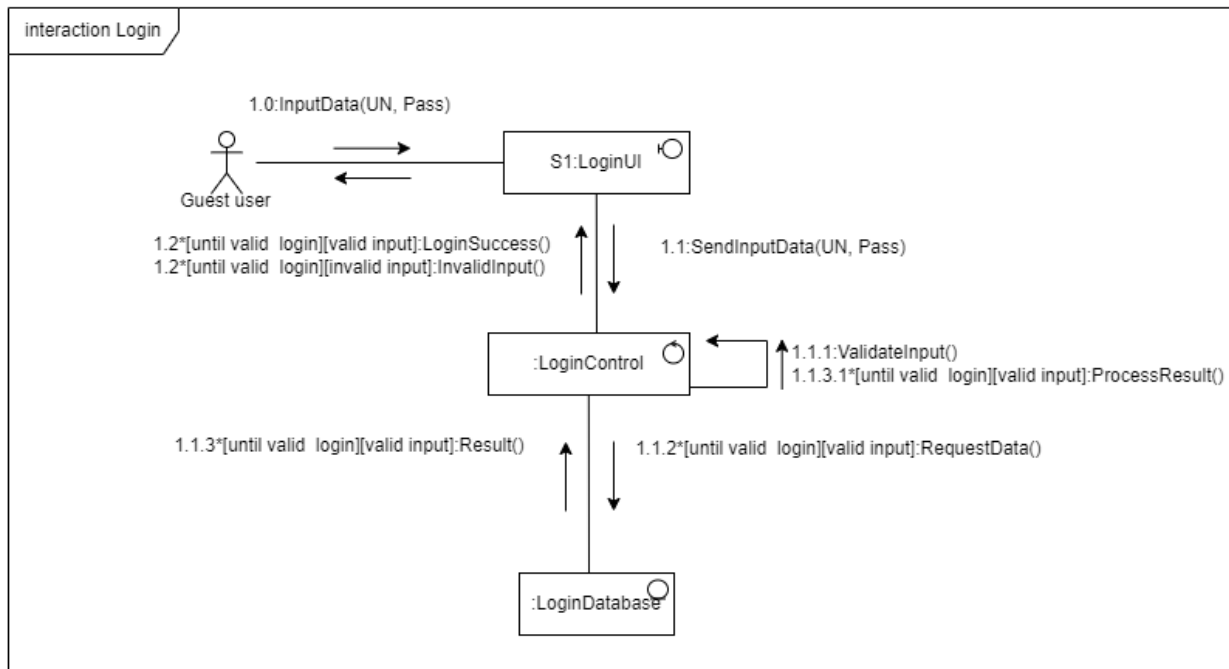 interaction Login
1.0:InputData(UN, Pass)
S1:LoginUI
Guest user
1.2*[until valid  login][valid input]:LoginSuccess()
1.2*[until valid  login][invalid input]:InvalidInput()
1.1:SendInputData(UN, Pass)
:LoginControl
1.1.1:ValidateInput()
1.1.3.1*[until valid  login][valid input]:ProcessResult()
1.1.3*[until valid  login][valid input]:Result()
1.1.2*[until valid  login][valid input]:RequestData()
:LoginDatabase